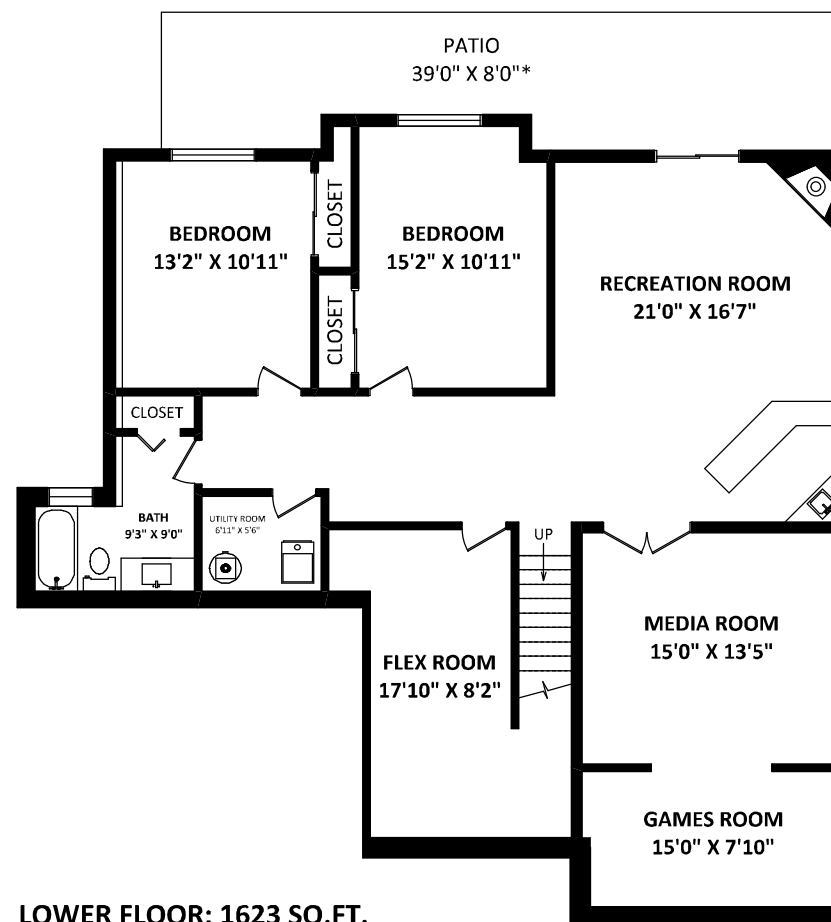 PATIO
39'0" X 8'0"*
CLOSET
BEDROOM
13'2" X 10'11"
BEDROOM
15'2" X 10'11"
RECREATION ROOM
21'0" X 16'7"
CLOSET
CLOSET
BATH
9'3" X 9'0"
UTILITY ROOM
6'11" X 5'6"
UP
MEDIA ROOM
15'0" X 13'5"
FLEX ROOM
17'10" X 8'2"
GAMES ROOM
15'0" X 7'10"
LOWER FLOOR: 1623 SQ.FT.